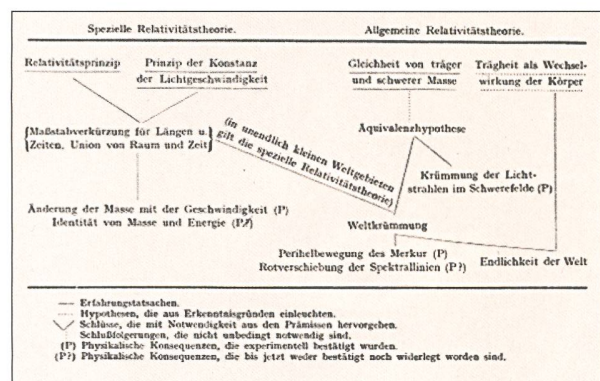 Spezielle Relativitätstheorie.
Allgemeine Relativitätstheorie.
Relativitätsprinzip
Prinzip der Konstanz
der Lichtgeschwindigkeit
Gleichheit von träger
und schwerer Masse
Trägheit als Wechsel-
wirkung der Körper
{Maßstabverkürzung für Längen u.}
{Zeiten, Union von Raum und Zeit}
(in unendlich kleinen Weltgebieten
gilt die spezielle Relativitätstheorie)
Äquivalenzhypothese
Krümmung der Licht-
strahlen im Schwerefelde (P)
Änderung der Masse mit der Geschwindigkeit (P)
Identität von Masse und Energie (P?)
Weltkrümmung
Perihelbewegung des Merkur (P)
Rotverschiebung der Spektrallinien (P?)
Endlichkeit der Welt
Erfahrungstatsachen.
Hypothesen, die aus Erkenntnisgründen einleuchten.
Schlüsse, die mit Notwendigkeit aus den Prämissen hervorgehen.
Schlußfolgerungen, die nicht unbedingt notwendig sind.
(P) Physikalische Konsequenzen, die experimentell bestätigt wurden.
(P?) Physikalische Konsequenzen, die bis jetzt weder bestätigt noch widerlegt worden sind.